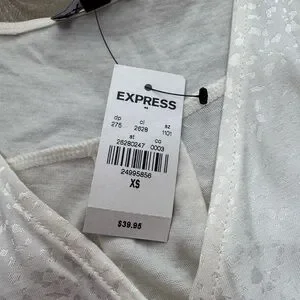 EXPRESS
dp cl sz
275 2628 1101
st co
26280247 0003
24995856
XS
$39.95